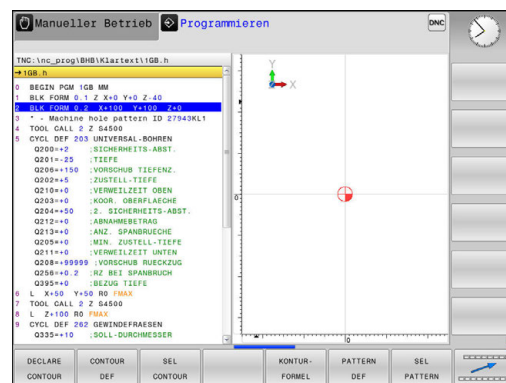 Manueller Betrieb
Programmieren
DNC
TNC:\nc_prog\BHB\Klartext\1GB.h
→1GB.h
0 BEGIN PGM 1GB MM
1 BLK FORM 0.1 Z X+0 Y+0 Z-40
2 BLK FORM 0.2 X+100 Y+100 Z+0
3 * - Machine hole pattern ID 27943KL1
4 TOOL CALL 2 Z S4500
5 CYCL DEF 203 UNIVERSAL-BOHREN
Q200=+2 ;SICHERHEITS-ABST.
Q201=-25 ;TIEFE
Q206=+150 ;VORSCHUB TIEFENZ.
Q202=+5 ;ZUSTELL-TIEFE
Q210=+0 ;VERWEILZEIT OBEN
Q203=+0 ;KOOR. OBERFLAECHE
Q204=+50 ;2. SICHERHEITS-ABST.
Q212=+0 ;ABNAHMEBETRAG
Q213=+0 ;ANZ. SPANBRUECHE
Q205=+0 ;MIN. ZUSTELL-TIEFE
Q211=+0 ;VERWEILZEIT UNTEN
Q208=+99999 ;VORSCHUB RUECKZUG
Q256=+0.2 ;RZ BEI SPANBRUCH
Q395=+0 ;BEZUG TIEFE
6 L X+50 Y+50 R0 FMAX
7 TOOL CALL 2 Z S4500
8 L Z+100 R0 FMAX
9 CYCL DEF 262 GEWINDEFRAESEN
Q335=+10 ;SOLL-DURCHMESSER
Y
X
0
0
DECLARE CONTOUR
CONTOUR DEF
SEL CONTOUR
KONTUR-FORMEL
PATTERN DEF
SEL PATTERN